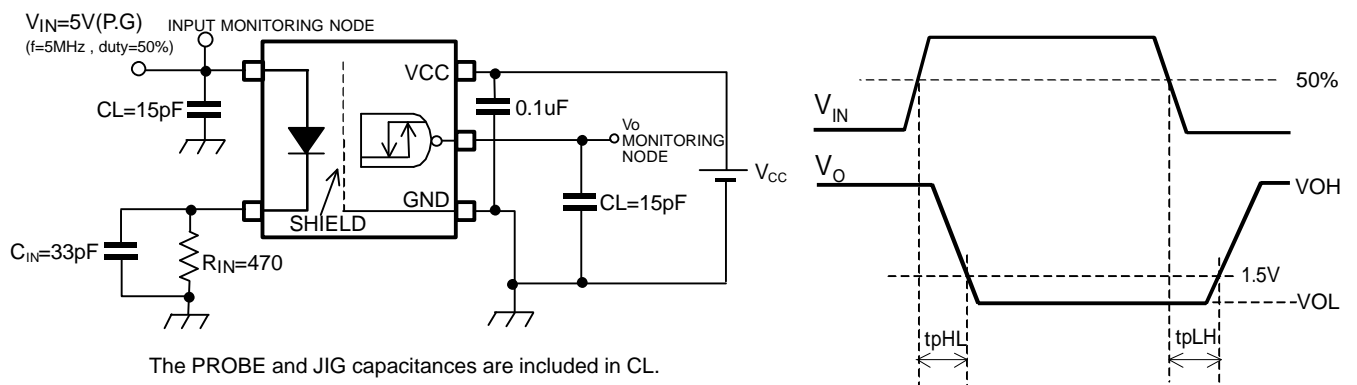 VIN=5V(P.G)
(f=5MHz , duty=50%)
INPUT MONITORING NODE
CL=15pF
CIN=33pF
RIN=470
SHIELD
VCC
GND
0.1uF
Vo
MONITORING
NODE
CL=15pF
VCC
The PROBE and JIG capacitances are included in CL.
VIN
50%
VO
VOH
1.5V
VOL
tpHL
tpLH